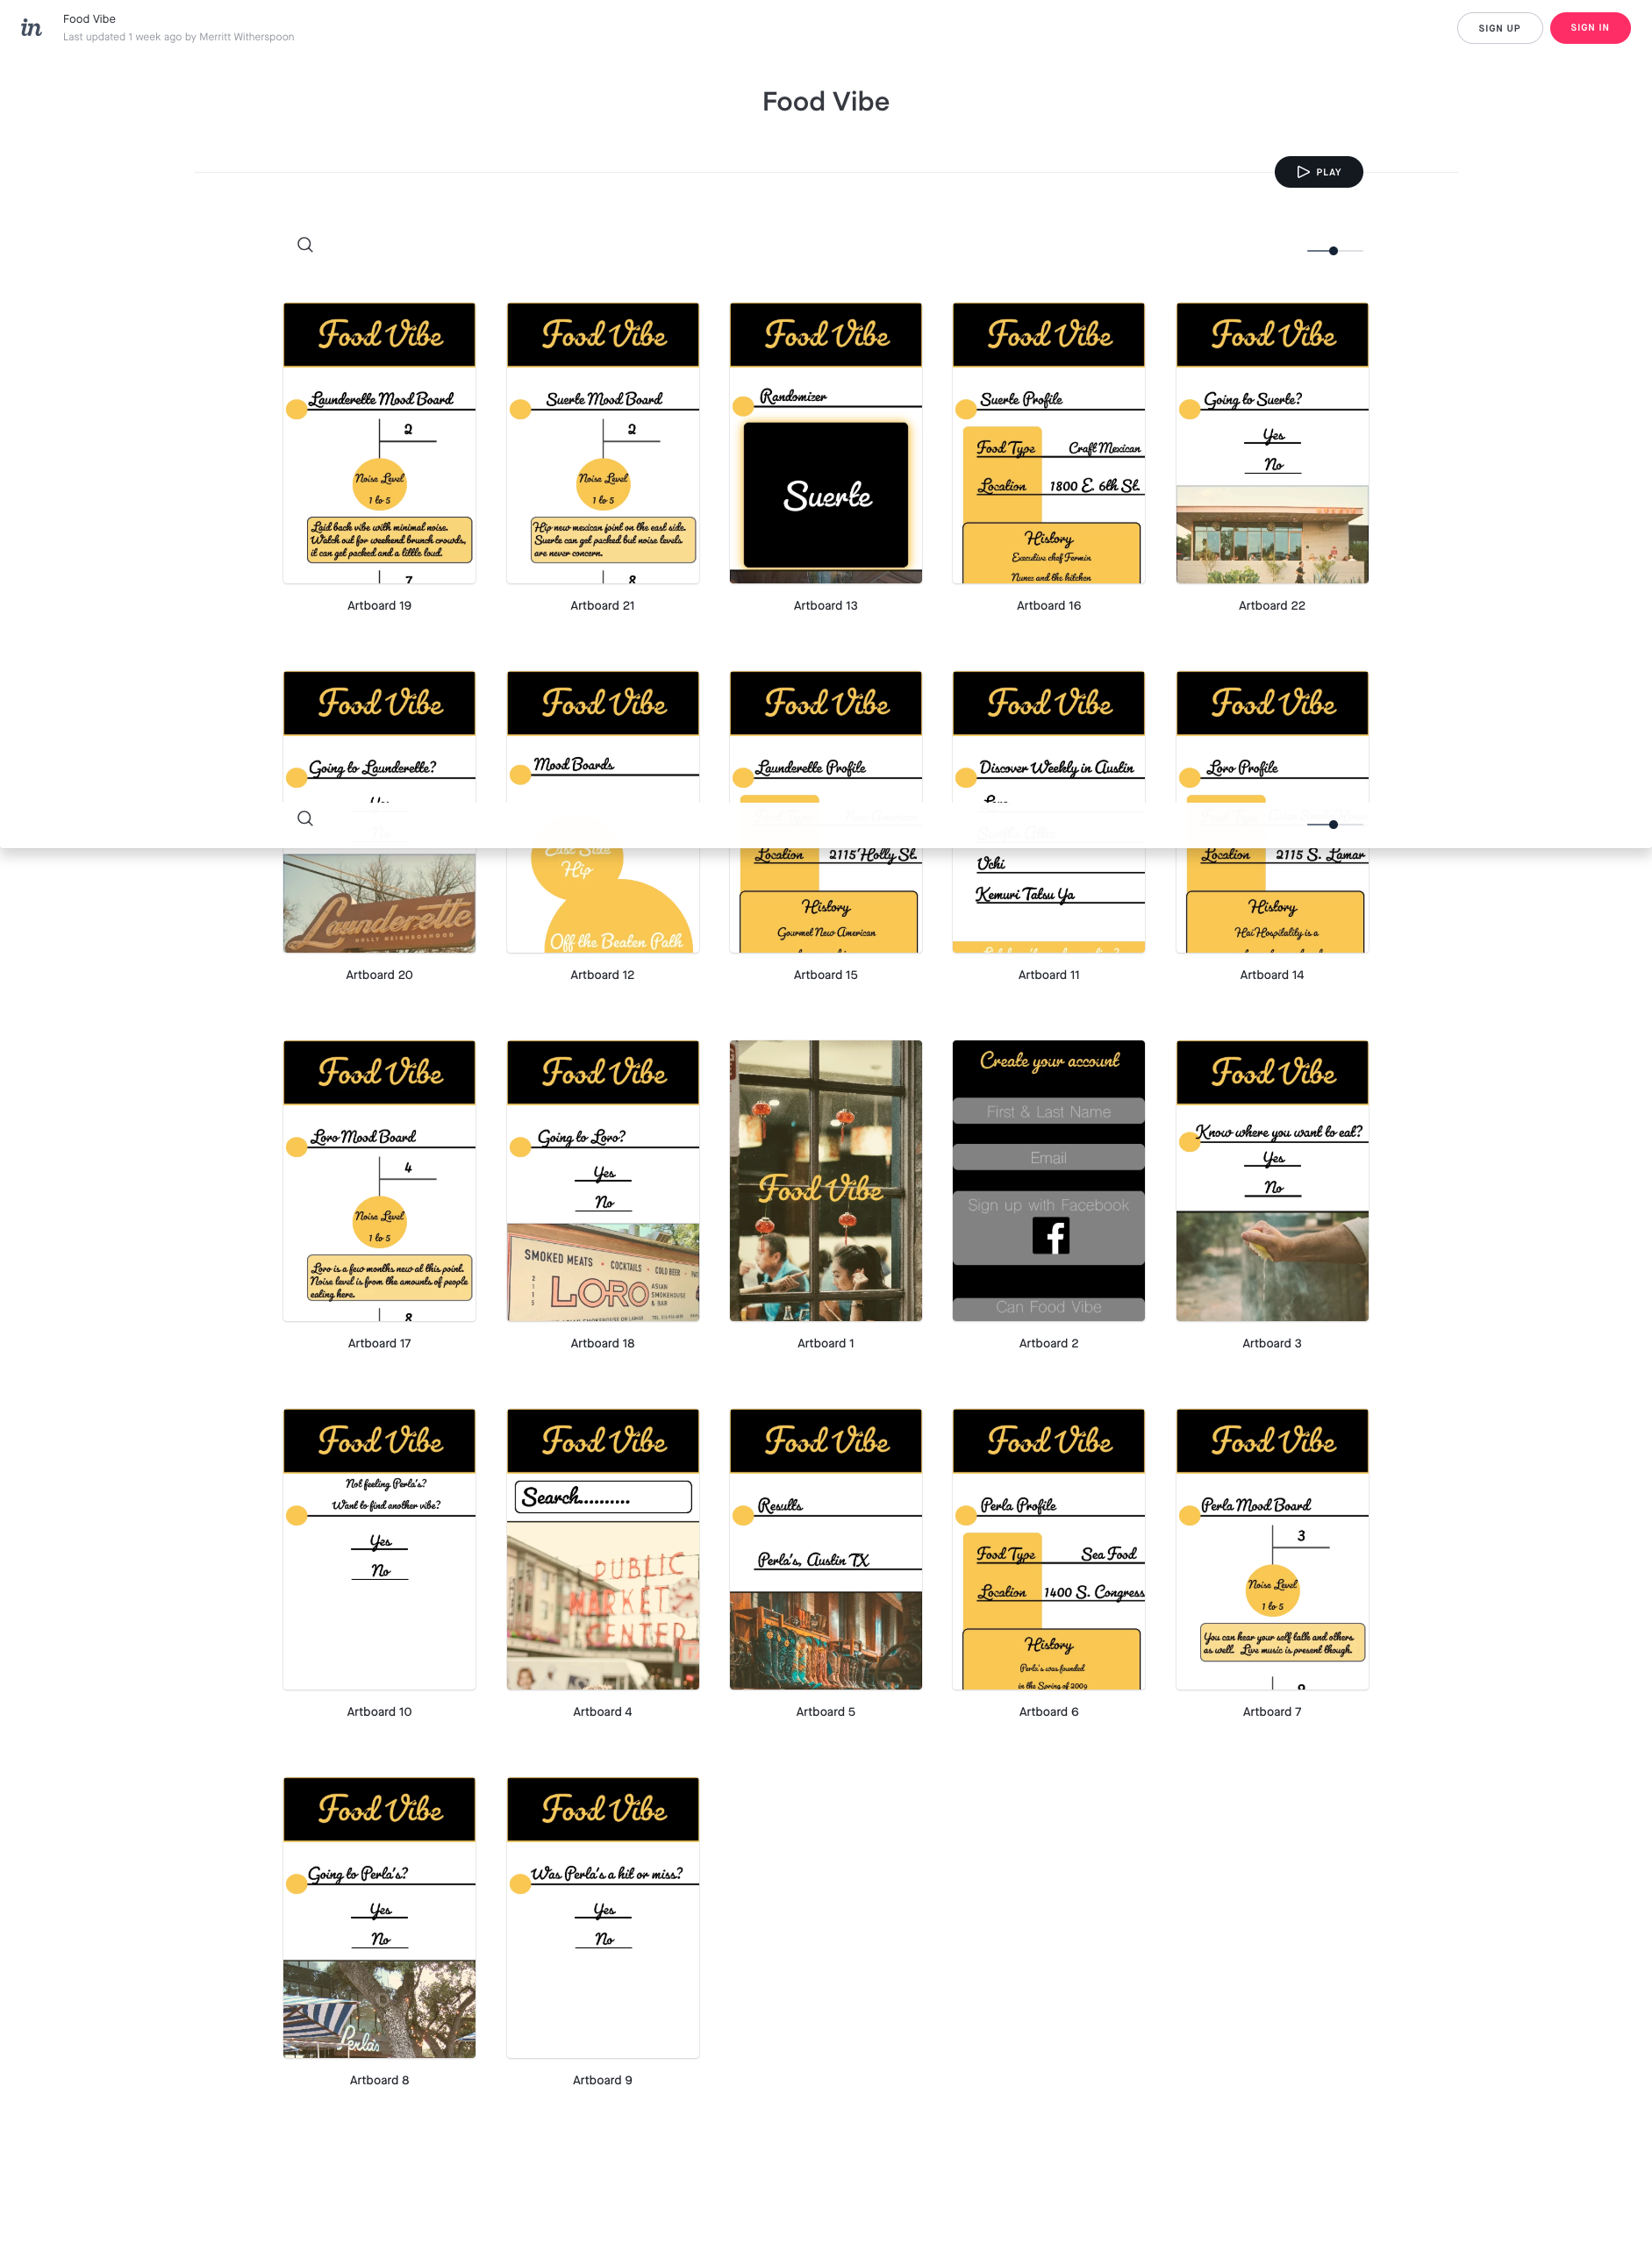 in
Food Vibe
Last updated 1 week ago by Merritt Witherspoon
SIGN UP
SIGN IN
Food Vibe
PLAY
Food Vibe
Launderette Mood Board
2
Noise Level
1 to 5
Laid back vibe with minimal noise.
Watch out for weekend brunch crowds,
it can get packed and a little loud.
7
Artboard 19
Food Vibe
Suerte Mood Board
2
Noise Level
1 to 5
Hip new mexican joint on the east side.
Suerte can get packed but noise levels
are never concern.
8
Artboard 21
Food Vibe
Randomizer
Suerte
Artboard 13
Food Vibe
Suerte Profile
Food Type Craft Mexican
Location 1800 E. 6th St.
History
Executive chef Fermin
Nunes and the kitchen
Artboard 16
Food Vibe
Going to Suerte?
Yes
No
Artboard 22
Food Vibe
Going to Launderette?
Yes
No
Launderette
HOLLY NEIGHBORHOOD
Artboard 20
Food Vibe
Mood Boards
East Side
Hip
Off the Beaten Path
Artboard 12
Food Vibe
Launderette Profile
Food Type New American
Location 2115 Holly St.
History
Gourmet New American
Artboard 15
Food Vibe
Discover Weekly in Austin
Loro
Uchi
Kemuri Tatsu Ya
Artboard 11
Food Vibe
Loro Profile
Location 2115 S. Lamar
History
Hai Hospitality is a
Artboard 14
Food Vibe
Loro Mood Board
4
Noise Level
1 to 5
Loro is a few months new at this point.
Noise level is from the amounts of people
eating here.
8
Artboard 17
Food Vibe
Going to Loro?
Yes
No
SMOKED MEATS • COCKTAILS • COLD BEER
2115
LORO
ASIAN
SMOKEHOUSE
& BAR
Artboard 18
Food Vibe
Artboard 1
Create your account
First & Last Name
Email
Sign up with Facebook
f
Can Food Vibe
Artboard 2
Food Vibe
Know where you want to eat?
Yes
No
Artboard 3
Food Vibe
Not feeling Perla's?
Want to find another vibe?
Yes
No
Artboard 10
Food Vibe
Search..........
PUBLIC
MARKET
CENTER
Artboard 4
Food Vibe
Results
Perla's, Austin TX
Artboard 5
Food Vibe
Perla Profile
Food Type Sea Food
Location 1400 S. Congress
History
Perla's was founded
in the Spring of 2009
Artboard 6
Food Vibe
Perla Mood Board
3
Noise Level
1 to 5
You can hear your self talk and others
as well. Live music is present though.
Artboard 7
Food Vibe
Going to Perla's?
Yes
No
Perla's
Artboard 8
Food Vibe
Was Perla's a hit or miss?
Yes
No
Artboard 9